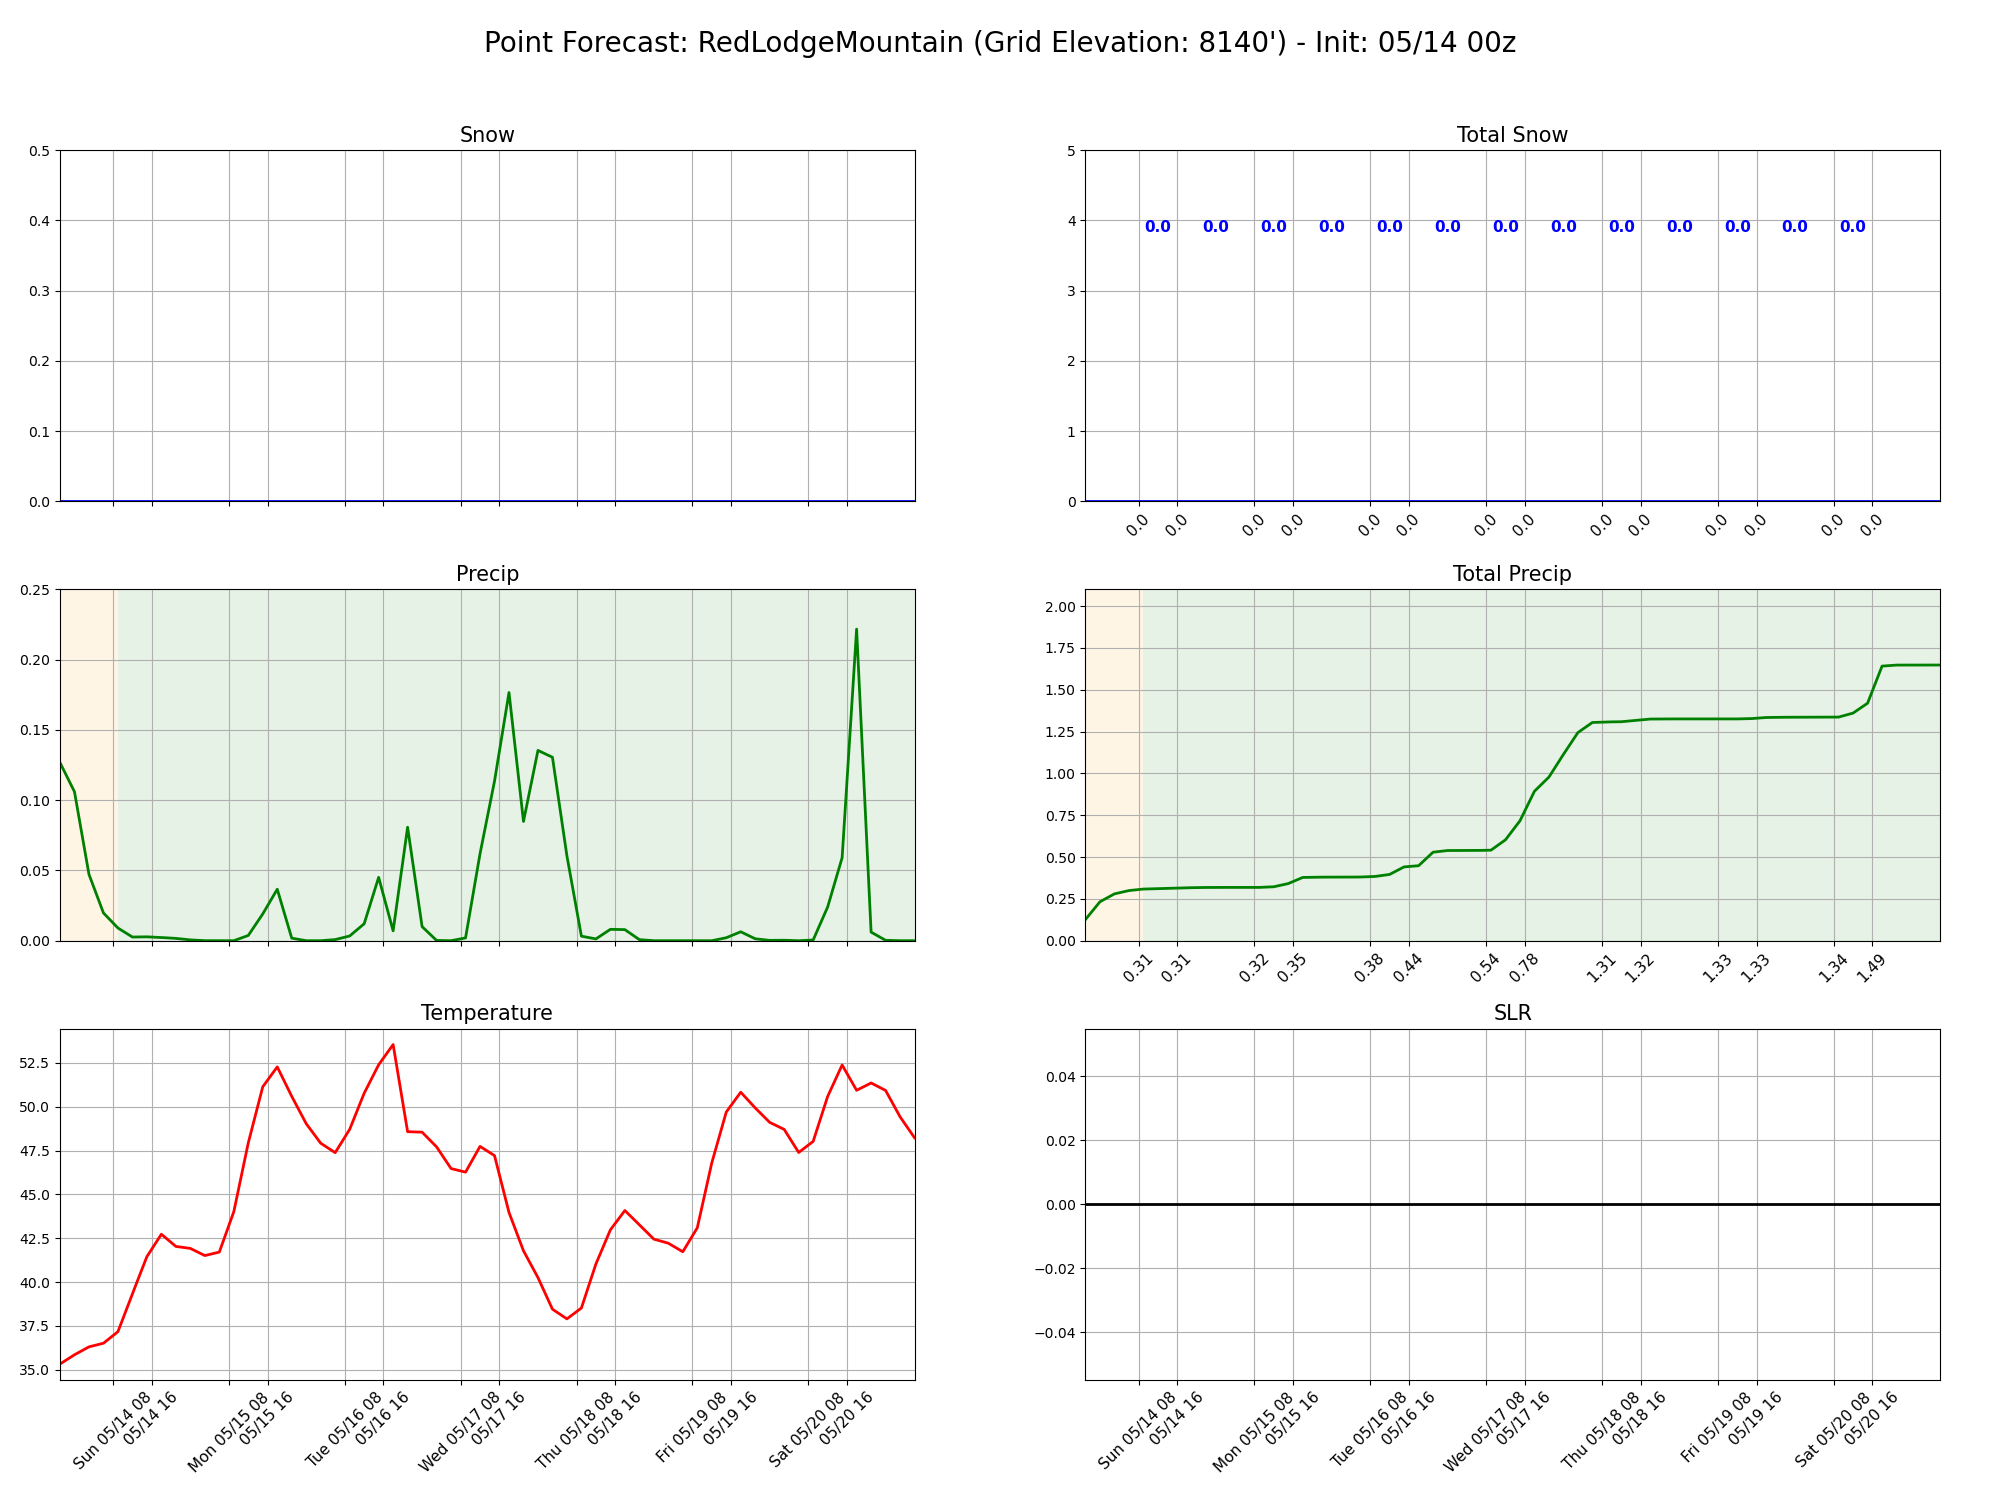 Point Forecast: RedLodgeMountain (Grid Elevation: 8140') - Init: 05/14 00z
Snow
0.5
0.4
0.3
0.2
0.1
0.0
Total Snow
5
4
3
2
1
0
0.0 0.0 0.0 0.0 0.0 0.0 0.0 0.0 0.0 0.0 0.0 0.0 0.0
0.0 0.0 0.0 0.0 0.0 0.0 0.0 0.0 0.0 0.0 0.0 0.0 0.0 0.0
Precip
0.25
0.20
0.15
0.10
0.05
0.00
Total Precip
2.00
1.75
1.50
1.25
1.00
0.75
0.50
0.25
0.00
0.31 0.31 0.32 0.35 0.38 0.44 0.54 0.78 1.31 1.32 1.33 1.33 1.34 1.49
Temperature
52.5
50.0
47.5
45.0
42.5
40.0
37.5
35.0
Sun 05/14 08
05/14 16
Mon 05/15 08
05/15 16
Tue 05/16 08
05/16 16
Wed 05/17 08
05/17 16
Thu 05/18 08
05/18 16
Fri 05/19 08
05/19 16
Sat 05/20 08
05/20 16
SLR
0.04
0.02
0.00
−0.02
−0.04
Sun 05/14 08
05/14 16
Mon 05/15 08
05/15 16
Tue 05/16 08
05/16 16
Wed 05/17 08
05/17 16
Thu 05/18 08
05/18 16
Fri 05/19 08
05/19 16
Sat 05/20 08
05/20 16